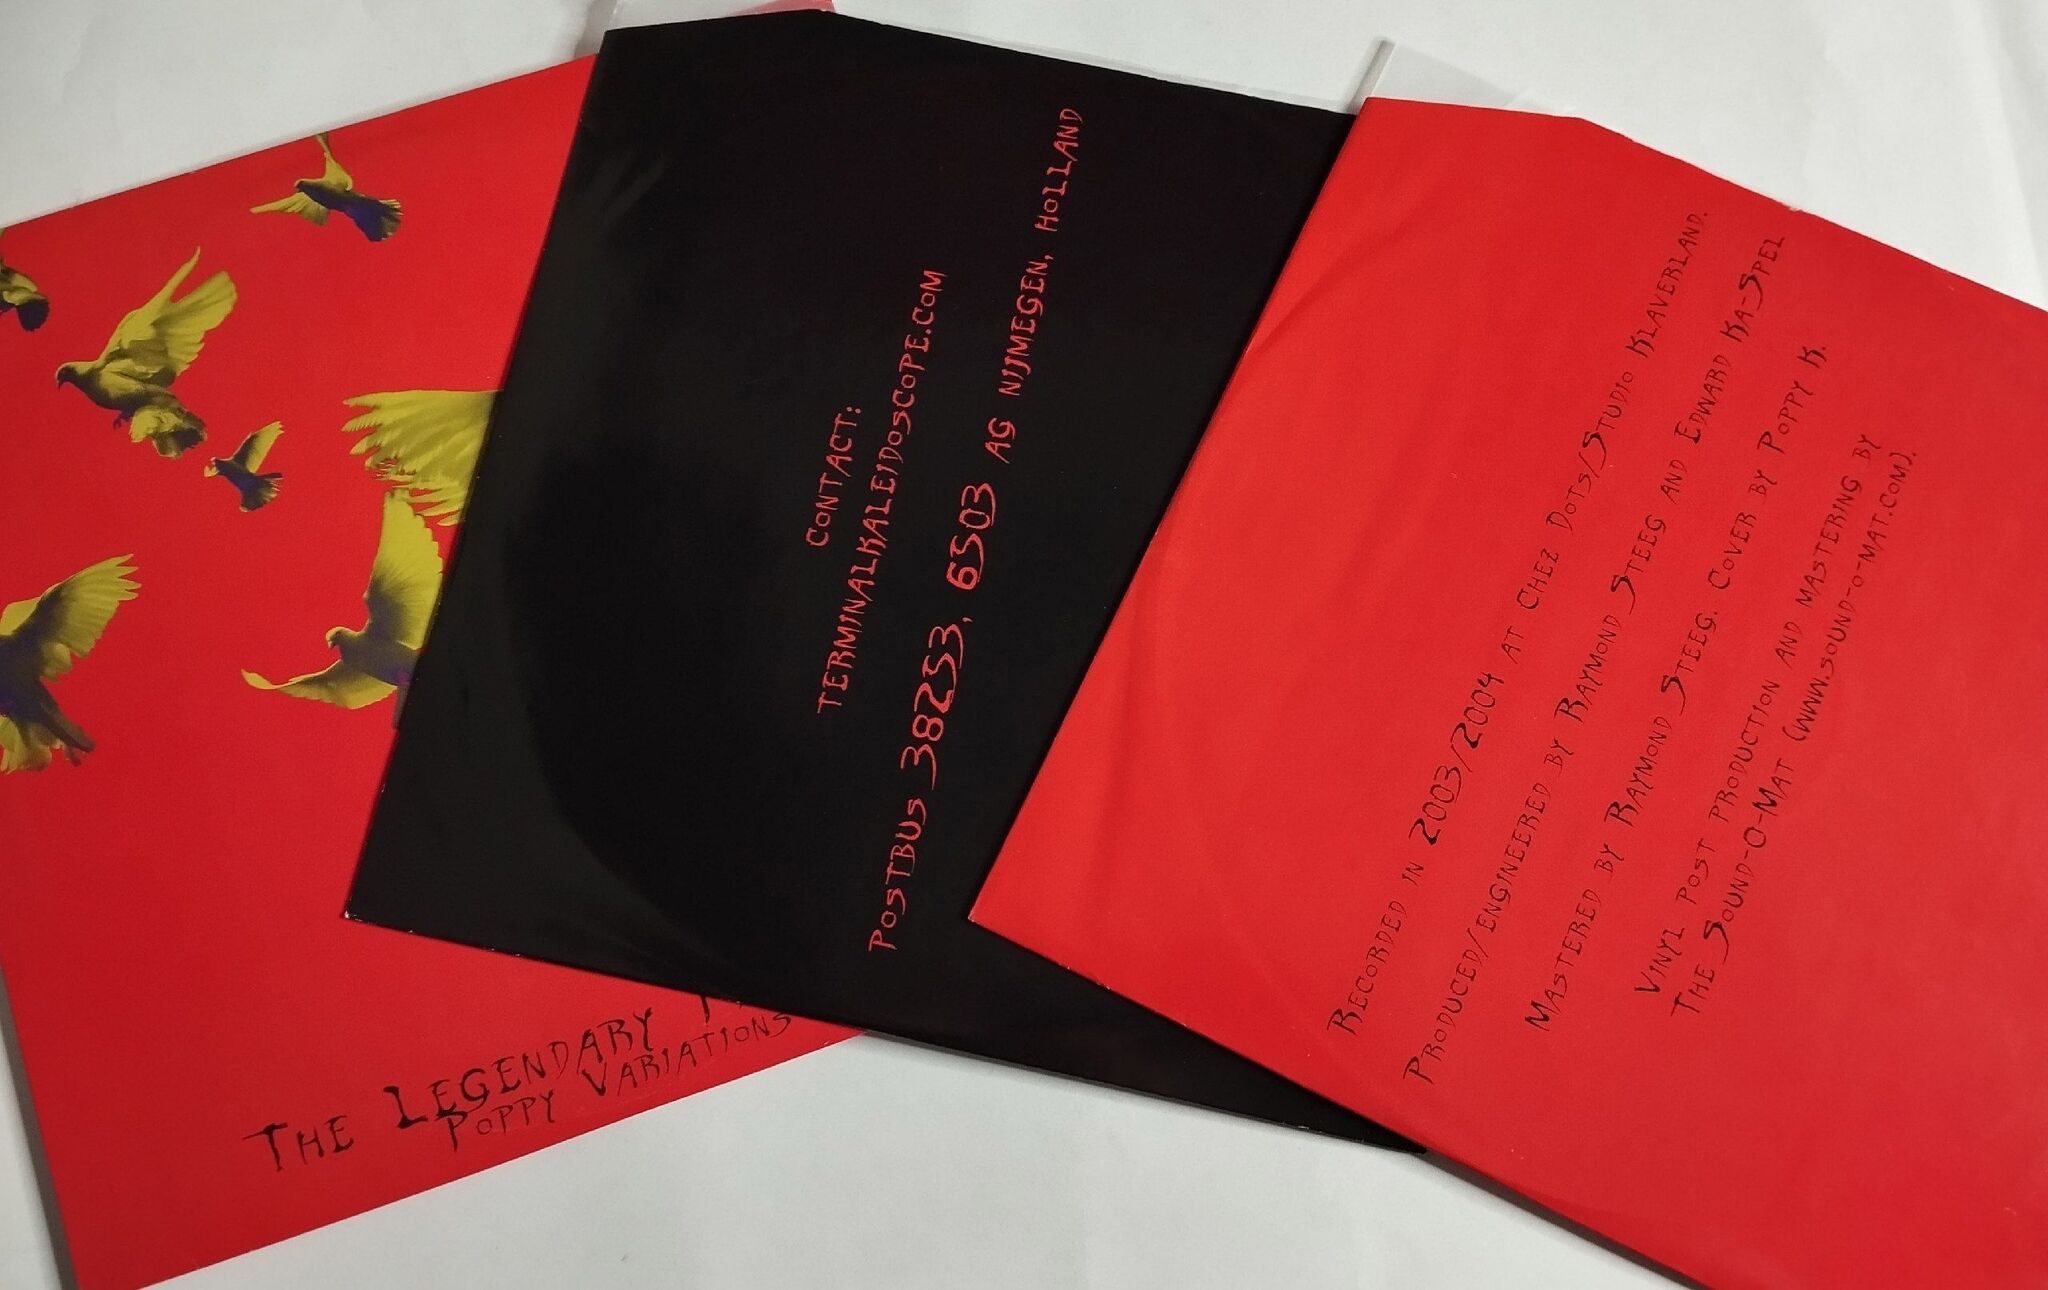 The Legendary
Poppy Variations
Contact:
terminalkaleidoscope.com
Postbus 38253, 6503 AG Nijmegen, Holland
Recorded in 2003/2004 at Chez Dots/Studio Klaverland.
Produced/engineered by Raymond Steeg and Edward Ka-Spel
Mastered by Raymond Steeg. Cover by Poppy K.
Vinyl post production and mastering by
The Sound-O-Mat (www.sound-o-mat.com).